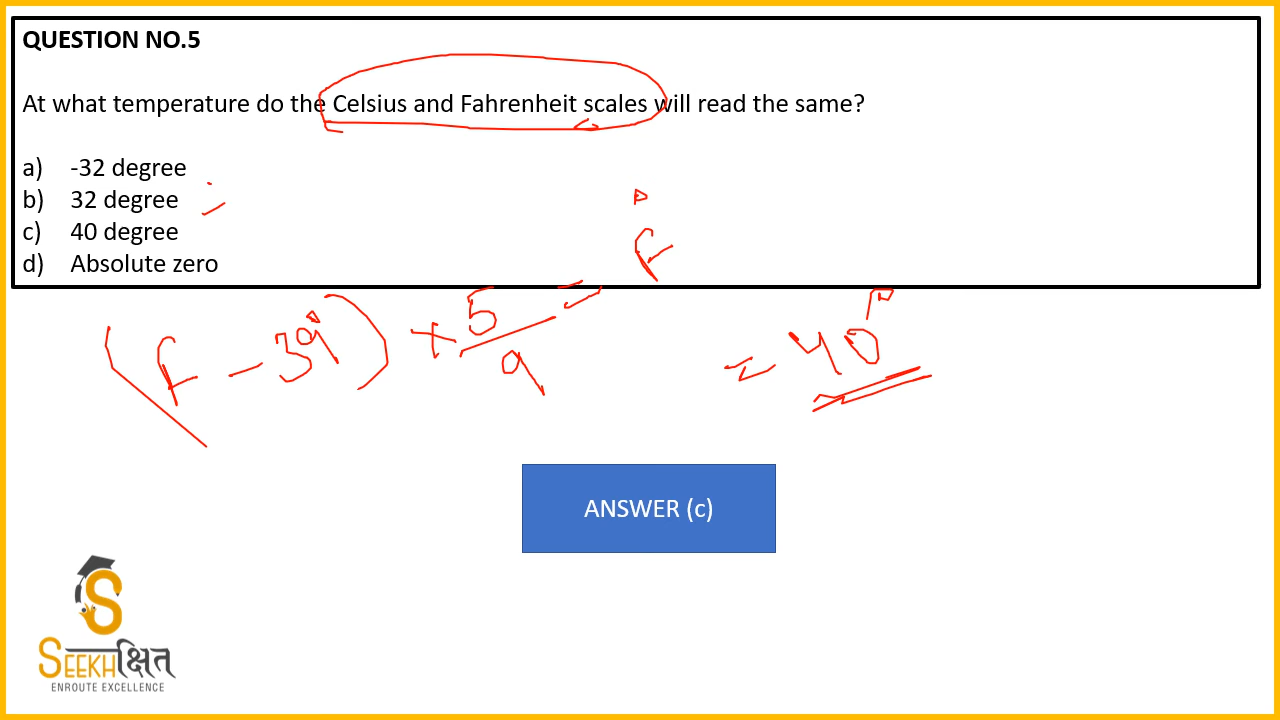 QUESTION NO.5
At what temperature do the Celsius and Fahrenheit scales will read the same?
a) -32 degree
b) 32 degree
c) 40 degree
d) Absolute zero
F
(F - 39°) × 5/9 =
= 40°
ANSWER (c)
SEEKHक्षित
ENROUTE EXCELLENCE